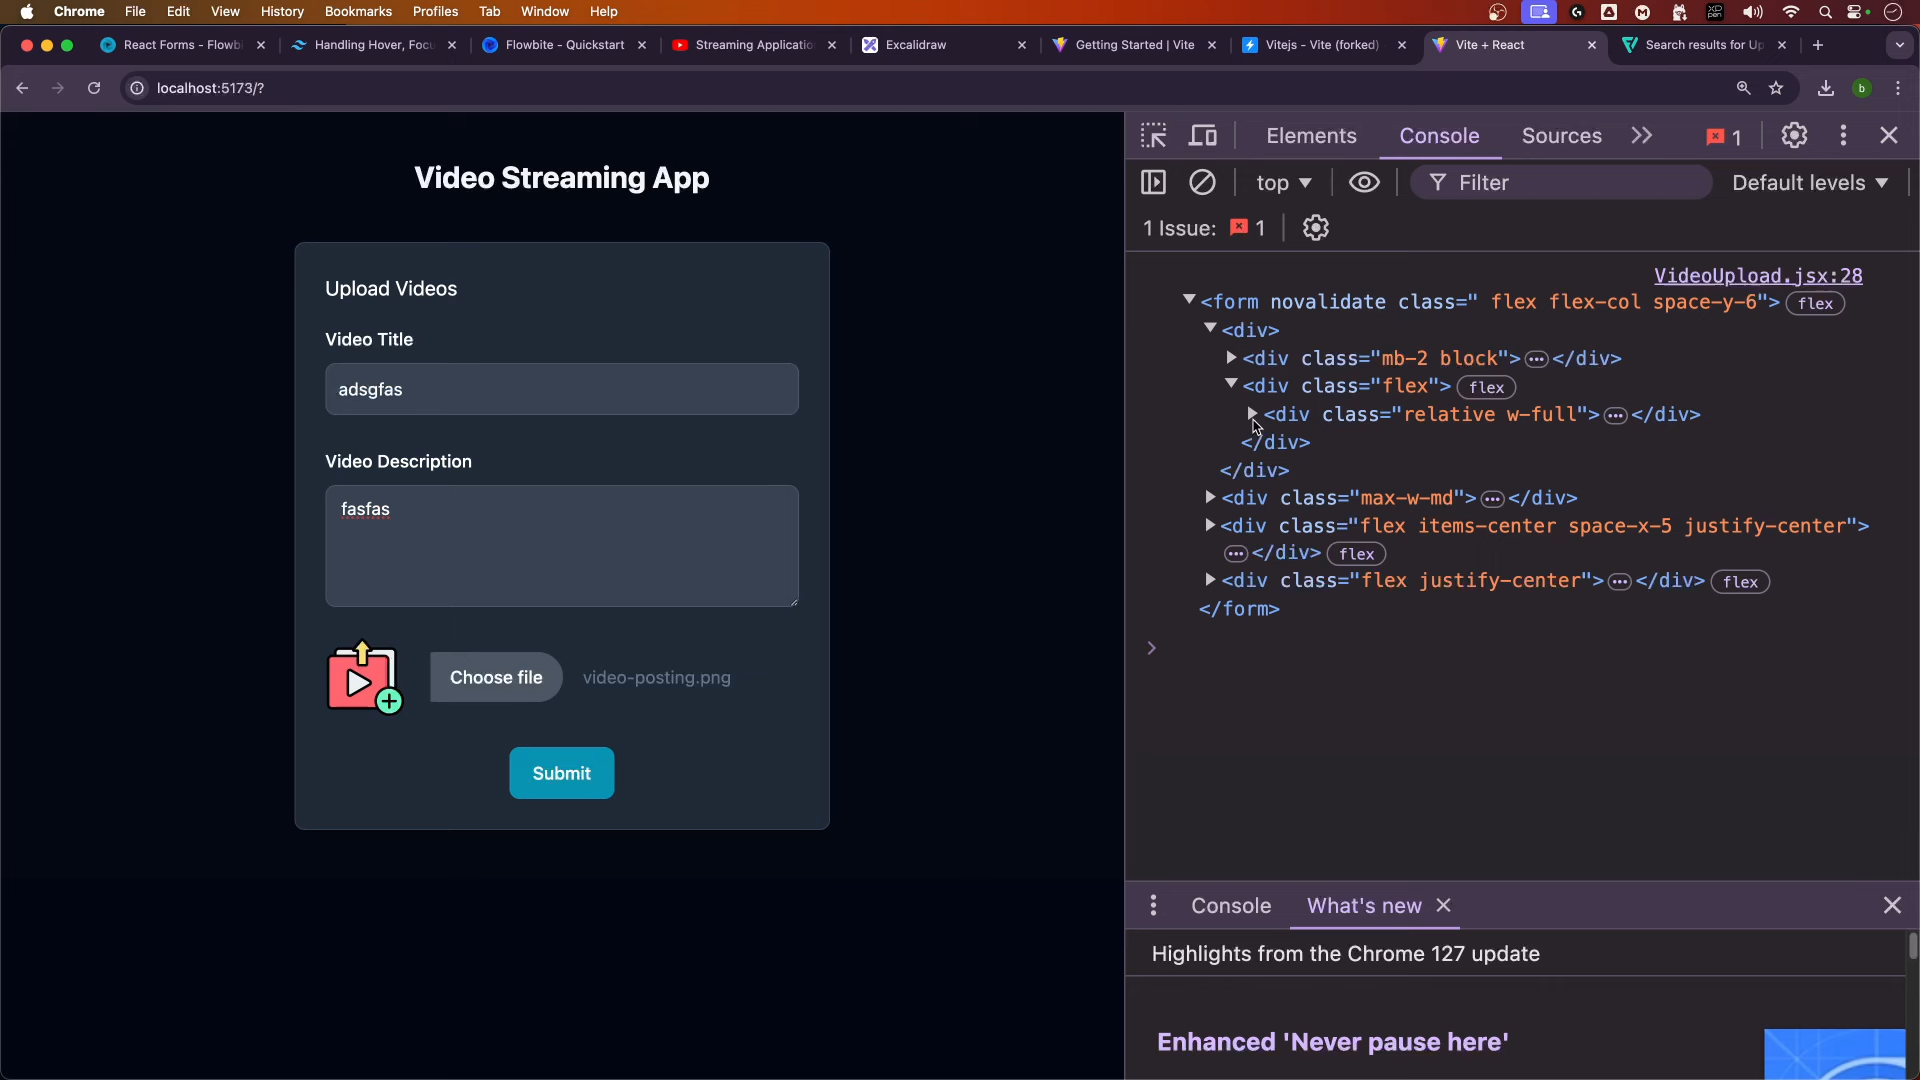 Chrome File Edit View History Bookmarks Profiles Tab Window Help
React Forms - Flowbi Handling Hover, Focu Flowbite - Quickstart Streaming Applicatio Excalidraw Getting Started | Vite Vitejs - Vite (forked) Vite + React Search results for Up
localhost:5173/? b
Video Streaming App
Upload Videos
Video Title
adsgfas
Video Description
fasfas
Choose file video-posting.png
Submit
Elements Console Sources 1
top Filter Default levels
1 Issue: 1
VideoUpload.jsx:28
<form novalidate class=" flex flex-col space-y-6"> flex
<div>
<div class="mb-2 block">…</div>
<div class="flex"> flex
<div class="relative w-full">…</div>
</div>
</div>
<div class="max-w-md">…</div>
<div class="flex items-center space-x-5 justify-center">
…</div> flex
<div class="flex justify-center">…</div> flex
</form>
Console What's new
Highlights from the Chrome 127 update
Enhanced 'Never pause here'